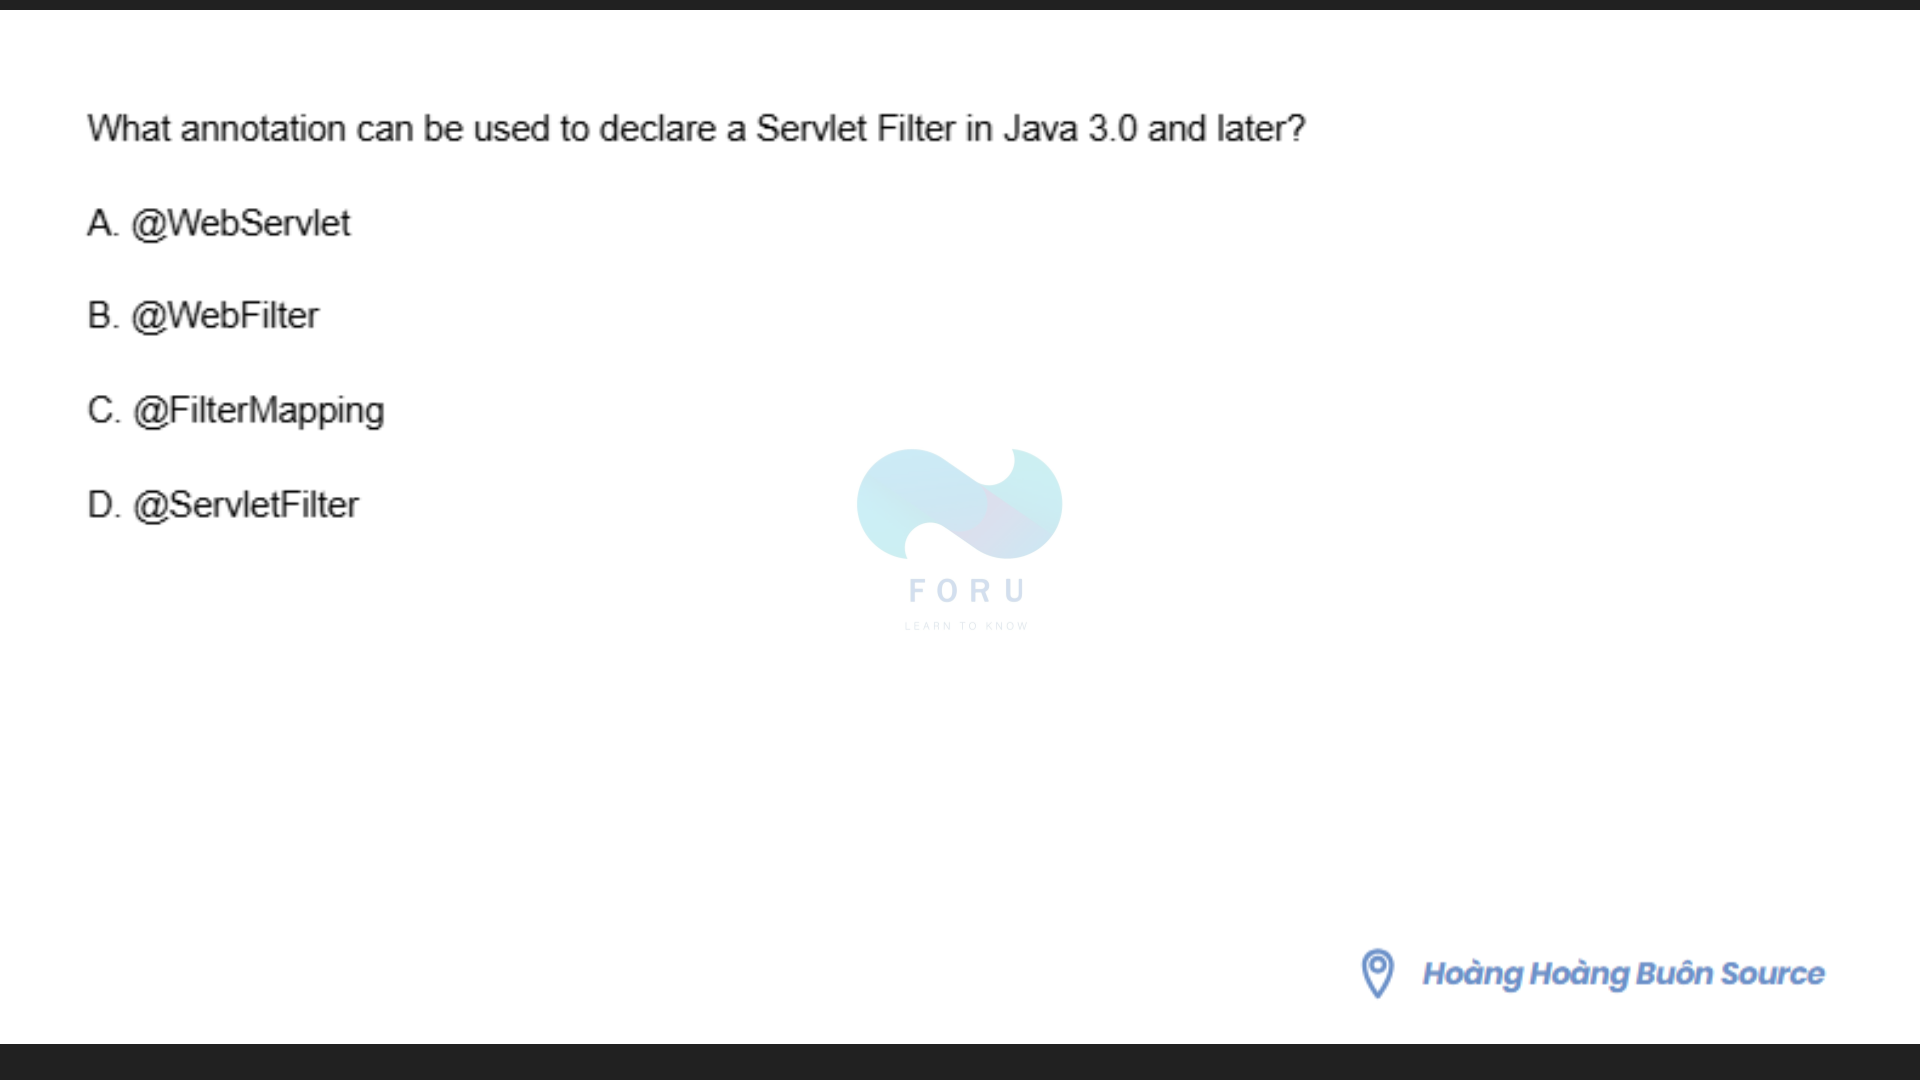 What annotation can be used to declare a Servlet Filter in Java 3.0 and later?
A. @WebServlet
B. @WebFilter
C. @FilterMapping
D. @ServletFilter
FORU
LEARN TO KNOW
Hoàng Hoàng Buôn Source